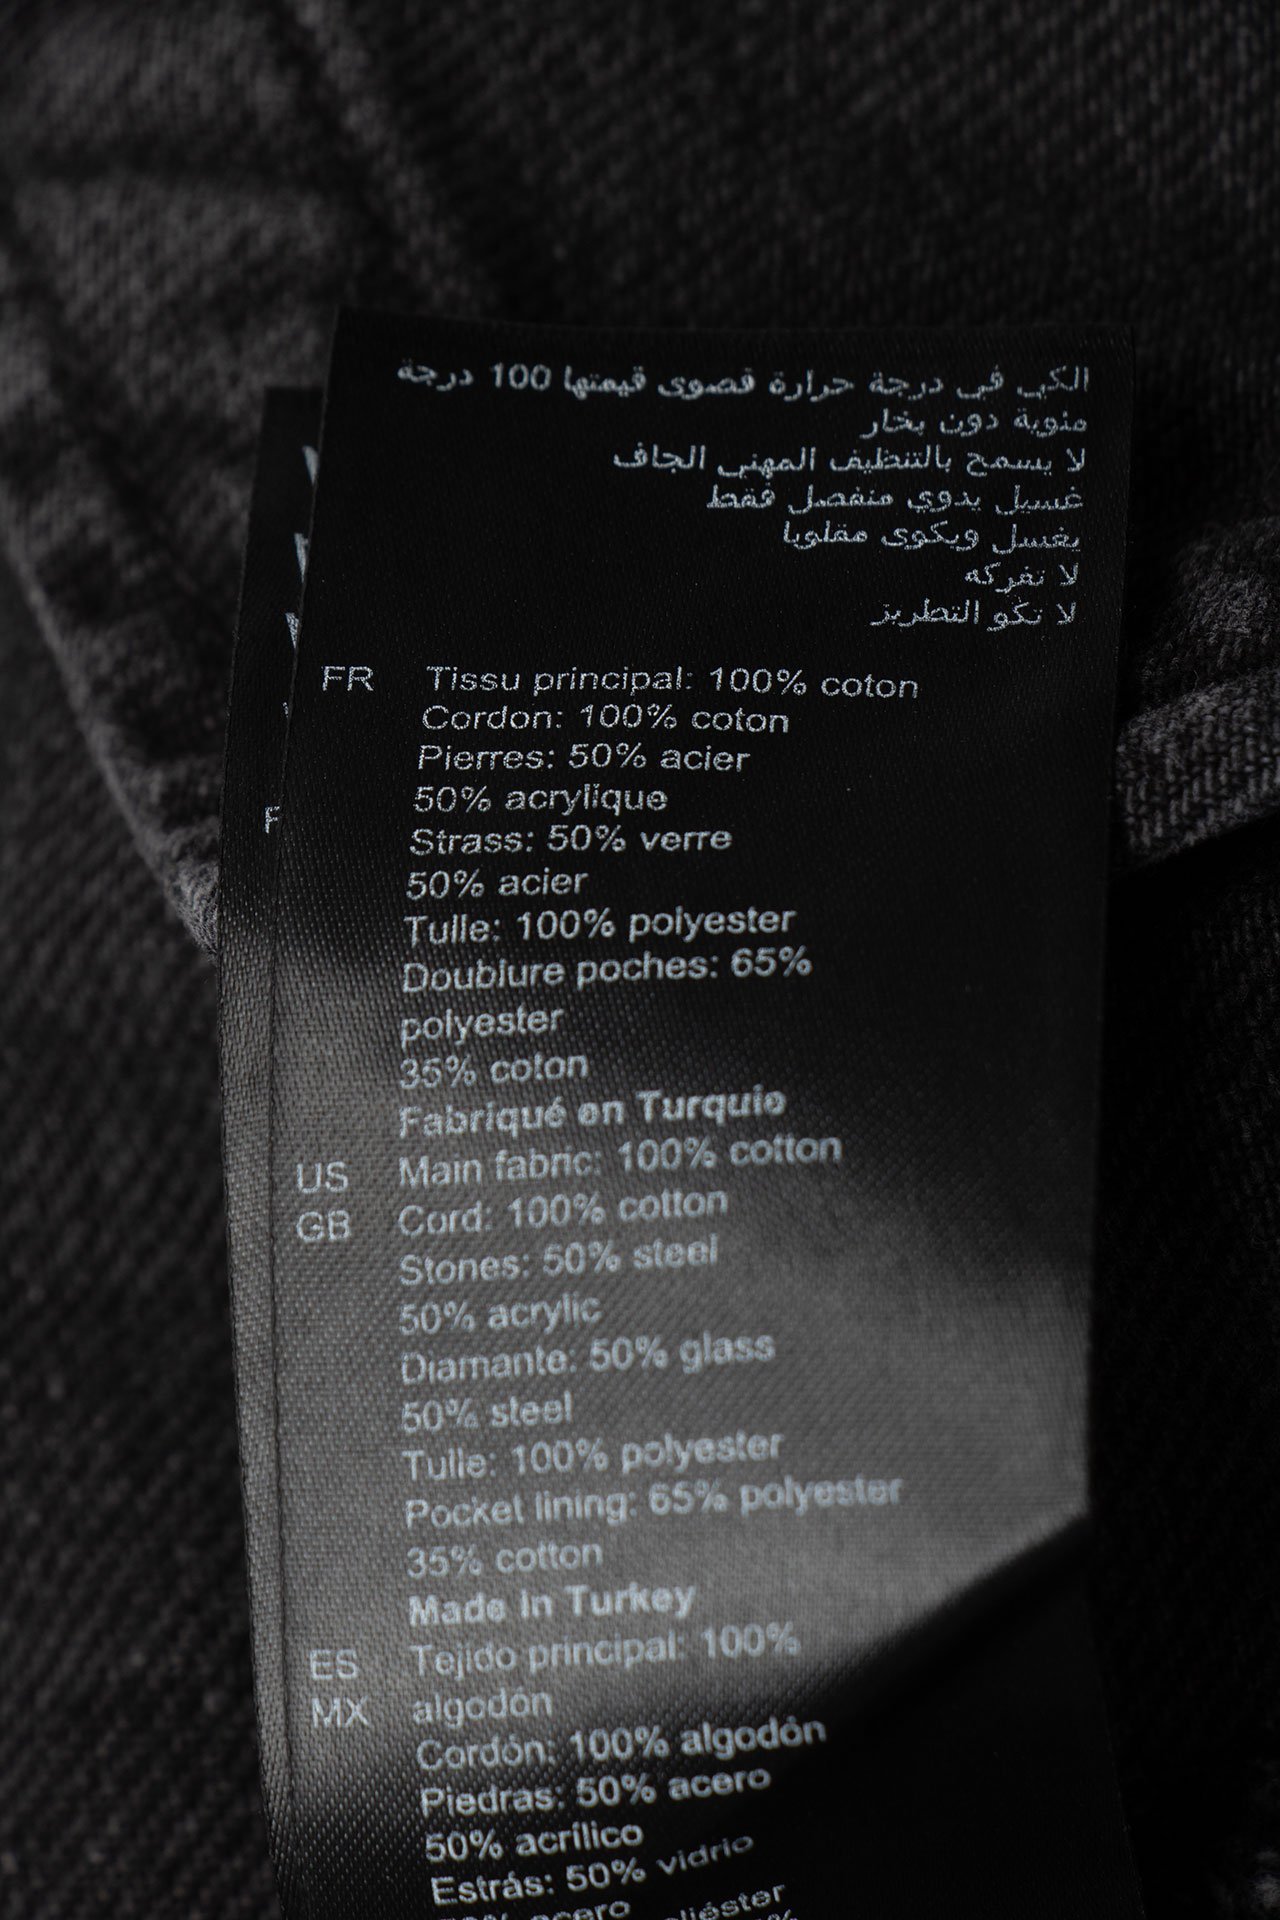 الكي في درجة حرارة قصوى قيمتها 100 درجة
مئوية دون بخار
لا يسمح بالتنظيف المهني الجاف
غسيل يدوي منفصل فقط
يغسل ويكوى مقلوبا
لا تفركه
لا تكو التطريز
FR Tissu principal: 100% coton
Cordon: 100% coton
Pierres: 50% acier
50% acrylique
Strass: 50% verre
50% acier
F
Tulle: 100% polyester
Doublure poches: 65%
polyester
35% coton
Fabriqué en Turquie
US Main fabric: 100% cotton
GB Cord: 100% cotton
Stones: 50% steel
50% acrylic
Diamante: 50% glass
50% steel
Tulle: 100% polyester
Pocket lining: 65% polyester
35% cotton
Made In Turkey
ES Tejido principal: 100%
MX algodón
Cordón: 100% algodón
Piedras: 50% acero
50% acrílico
Estrás: 50% vidrio
50% acero